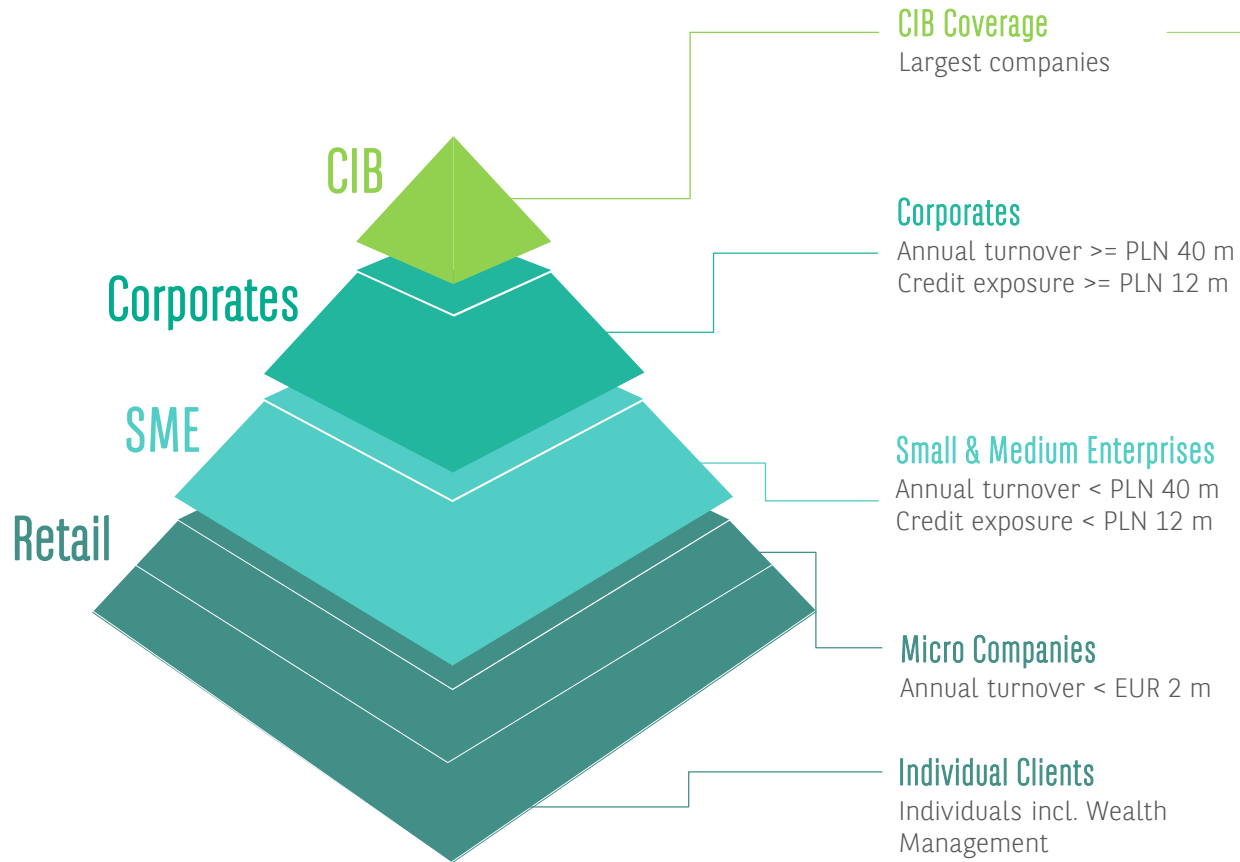 CIB Coverage
Largest companies
CIB
Corporates
Annual turnover >= PLN 40 m
Credit exposure >= PLN 12 m
Corporates
SME
Small & Medium Enterprises
Annual turnover < PLN 40 m
Credit exposure < PLN 12 m
Retail
Micro Companies
Annual turnover < EUR 2 m
Individual Clients
Individuals incl. Wealth
Management